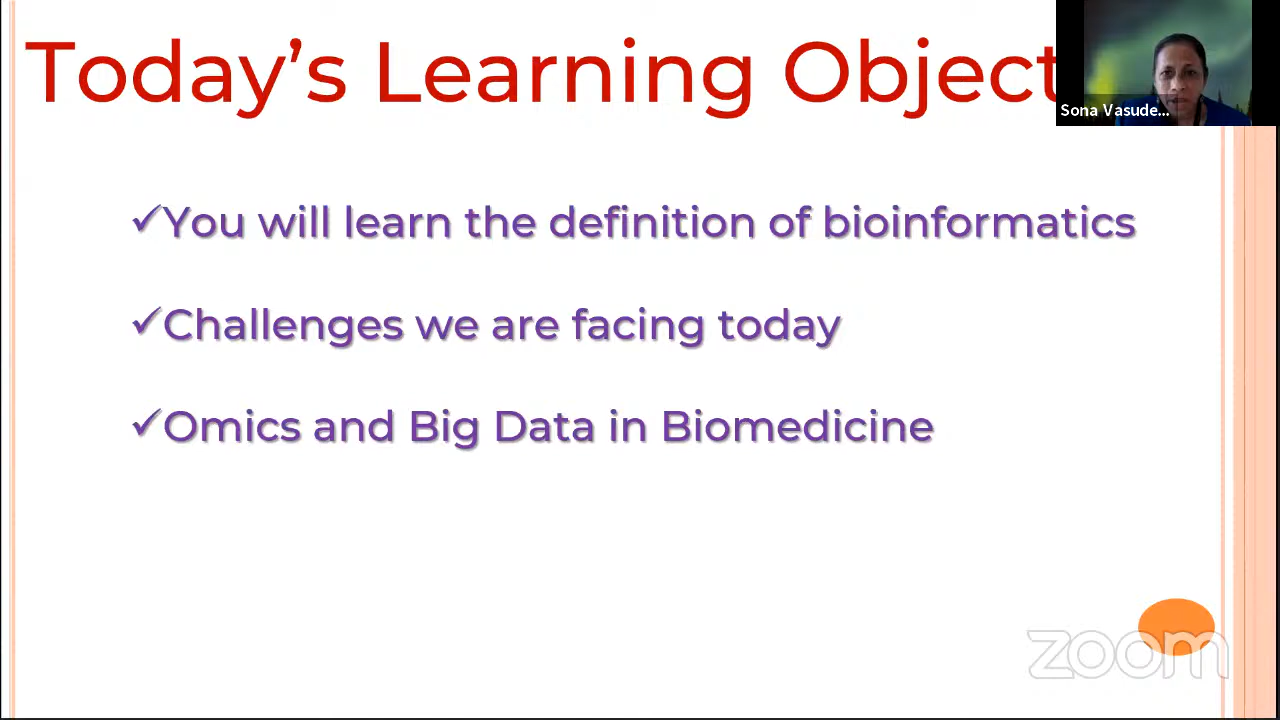 Today's Learning Object
Sona Vasude...
✓You will learn the definition of bioinformatics
✓Challenges we are facing today
✓Omics and Big Data in Biomedicine
zoom